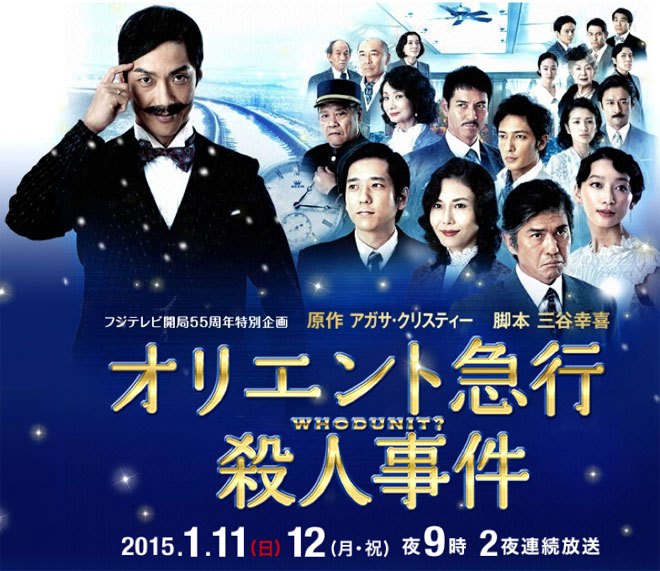 フジテレビ開局55周年特別企画 原作 アガサ・クリスティー 脚本 三谷幸喜
オリエント急行
WHODUNIT?
殺人事件
2015.1.11(日)12(月・祝) 夜9時 2夜連続放送